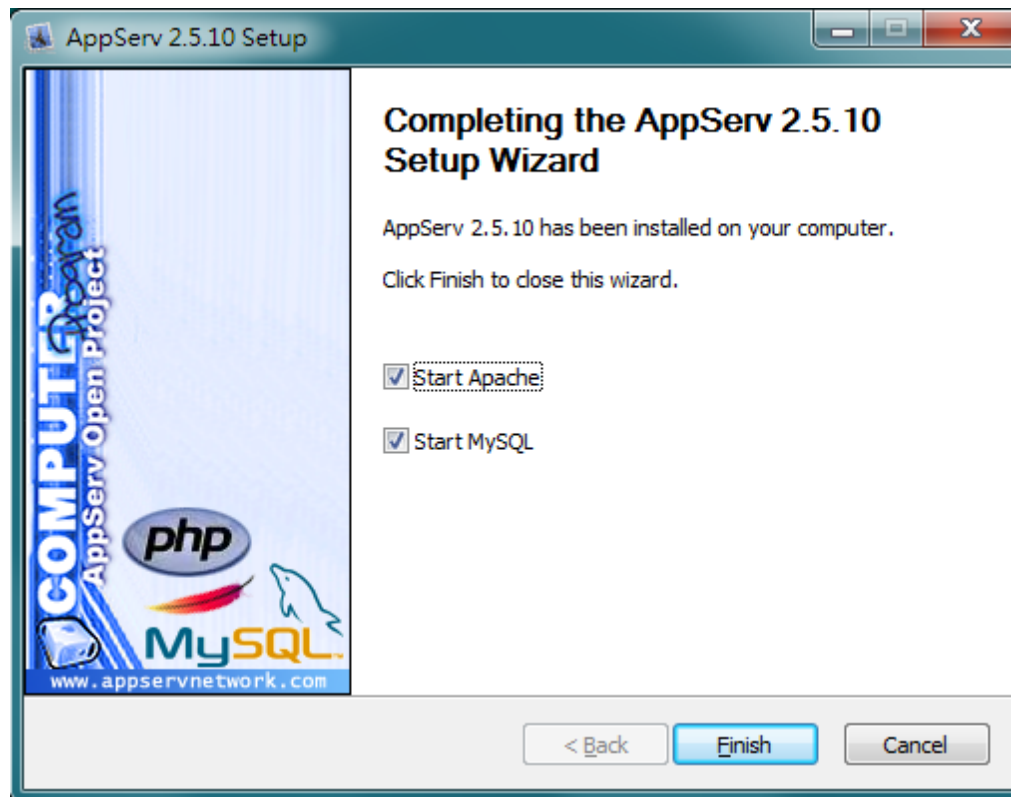 AppServ 2.5.10 Setup
Completing the AppServ 2.5.10
Setup Wizard
AppServ 2.5.10 has been installed on your computer.
Click Finish to close this wizard.
Start Apache
Start MySQL
COMPUTER
Program
AppServ Open Project
php
MySQL
www.appservnetwork.com
< Back
Finish
Cancel